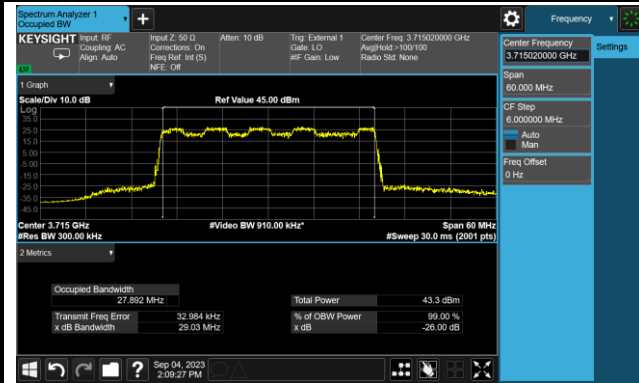 Spectrum Analyzer 1
Occupied BW
+
Frequency
KEYSIGHT
Input: RF
Coupling: AC
Align: Auto
Input Z: 50 Ω
Corrections: On
Freq Ref: Int (S)
NFE: Off
Atten: 10 dB
Trig: External 1
Gate: LO
#IF Gain: Low
Center Freq: 3.715020000 GHz
Avg|Hold:>100/100
Radio Std: None
Center Frequency
3.715020000 GHz
Settings
Span
60.000 MHz
CF Step
6.000000 MHz
Auto
Man
Freq Offset
0 Hz
1 Graph
Scale/Div 10.0 dB
Ref Value 45.00 dBm
Log
35.0
25.0
15.0
5.00
-5.00
-15.0
-25.0
-35.0
-45.0
Center 3.715 GHz
#Video BW 910.00 kHz*
Span 60 MHz
#Res BW 300.00 kHz
#Sweep 30.0 ms (2001 pts)
2 Metrics
Occupied Bandwidth
27.892 MHz
Total Power
43.3 dBm
Transmit Freq Error
32.984 kHz
% of OBW Power
99.00 %
x dB Bandwidth
29.03 MHz
x dB
-26.00 dB
?
Sep 04, 2023
2:09:27 PM